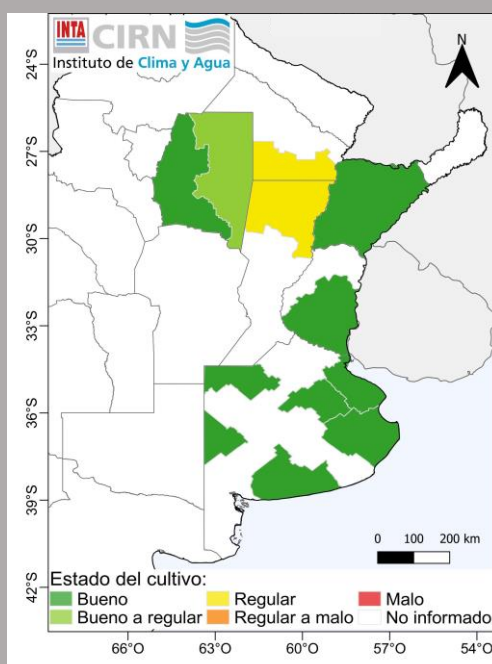 INTA CIRN
Instituto de Clima y Agua
N
24°S
27°S
30°S
33°S
36°S
39°S
42°S
0 100 200 km
Estado del cultivo:
Bueno Regular Malo
Bueno a regular Regular a malo No informado
66°O 63°O 60°O 57°O 54°O